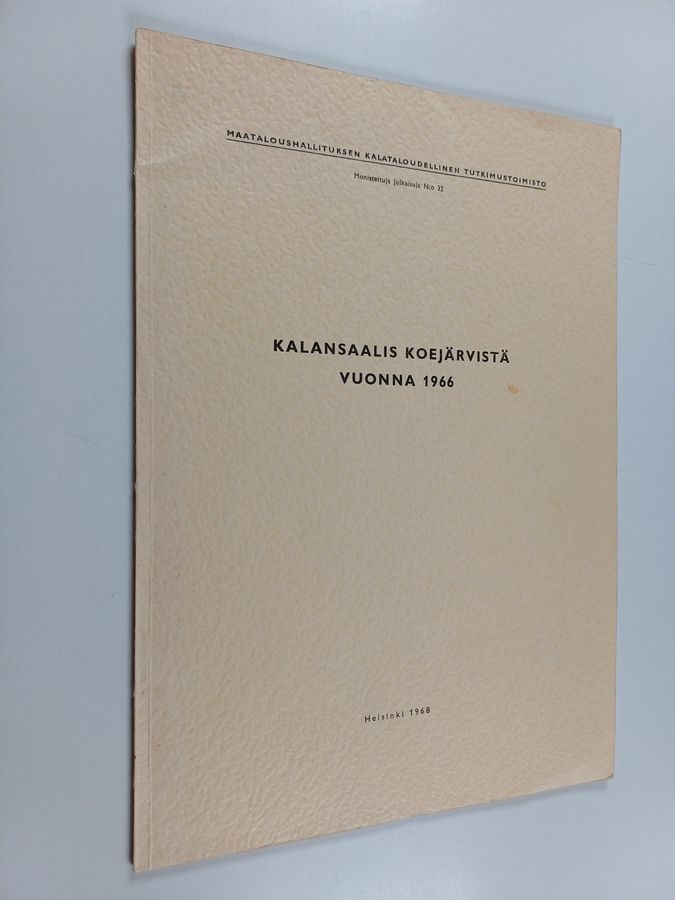 MAATALOUSHALLITUKSEN KALATALOUDELLINEN TUTKIMUSTOIMISTO
Monistettuja julkaisuja N:o 32
KALANSAALIS KOEJÄRVISTÄ
VUONNA 1966
Helsinki 1968